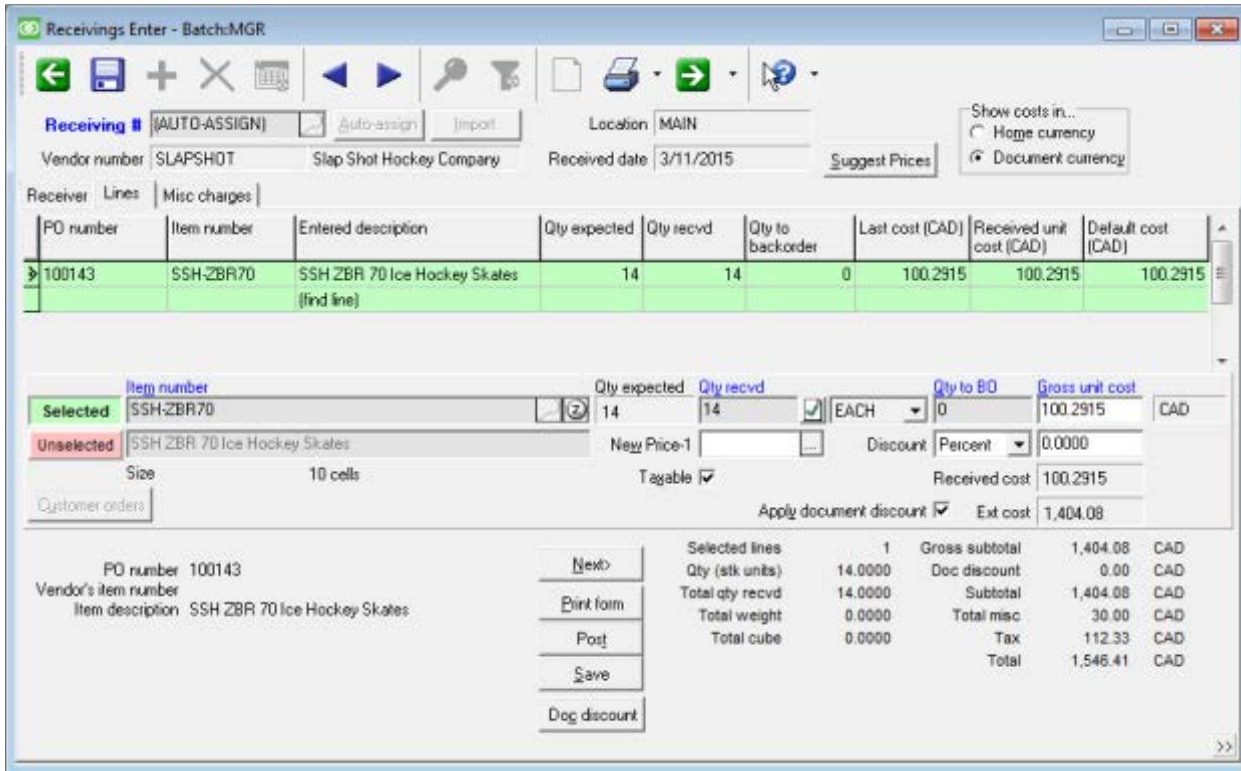 Receivings Enter - Batch:MGR
Receiving # (AUTO-ASSIGN) Auto-assign Import Location MAIN Show costs in...
Home currency
Vendor number SLAPSHOT Slap Shot Hockey Company Received date 3/11/2015 Suggest Prices Document currency
Receiver Lines Misc charges
PO number Item number Entered description Qty expected Qty recvd Qty to backorder Last cost (CAD) Received unit cost (CAD) Default cost (CAD)
100143 SSH-ZBR70 SSH ZBR 70 Ice Hockey Skates 14 14 0 100.2915 100.2915 100.2915
(find line)
Item number Qty expected Qty recvd Qty to BO Gross unit cost
Selected SSH-ZBR70 Z 14 14 EACH 0 100.2915 CAD
Unselected SSH ZBR 70 Ice Hockey Skates New Price-1 ... Discount Percent 0.0000
Size 10 cells Taxable Received cost 100.2915
Customer orders Apply document discount Ext cost 1,404.08
PO number 100143
Vendor's item number
Item description SSH ZBR 70 Ice Hockey Skates
Next>
Print form
Post
Save
Doc discount
Selected lines 1 Gross subtotal 1,404.08 CAD
Qty (stk units) 14.0000 Doc discount 0.00 CAD
Total qty recvd 14.0000 Subtotal 1,404.08 CAD
Total weight 0.0000 Total misc 30.00 CAD
Total cube 0.0000 Tax 112.33 CAD
Total 1,546.41 CAD
>>